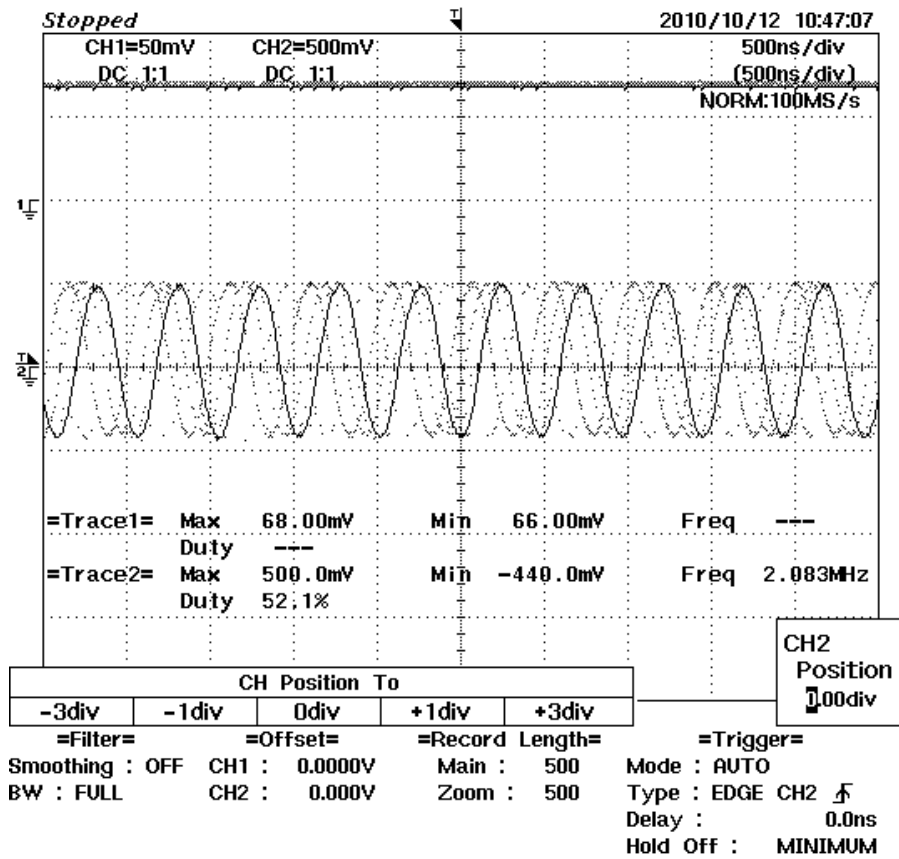 Stopped 2010/10/12 10:47:07
CH1=50mV CH2=500mV 500ns/div
DC 1:1 DC 1:1 (500ns/div)
NORM:100MS/s
T
1
T
2
=Trace1= Max 68.00mV Min 66.00mV Freq ---
Duty ---
=Trace2= Max 500.0mV Min -440.0mV Freq 2.083MHz
Duty 52.1%
CH2
Position
0.00div
CH Position To
-3div -1div 0div +1div +3div
=Filter= =Offset= =Record Length= =Trigger=
Smoothing : OFF CH1 : 0.0000V Main : 500 Mode : AUTO
BW : FULL CH2 : 0.000V Zoom : 500 Type : EDGE CH2
Delay : 0.0ns
Hold Off : MINIMUM